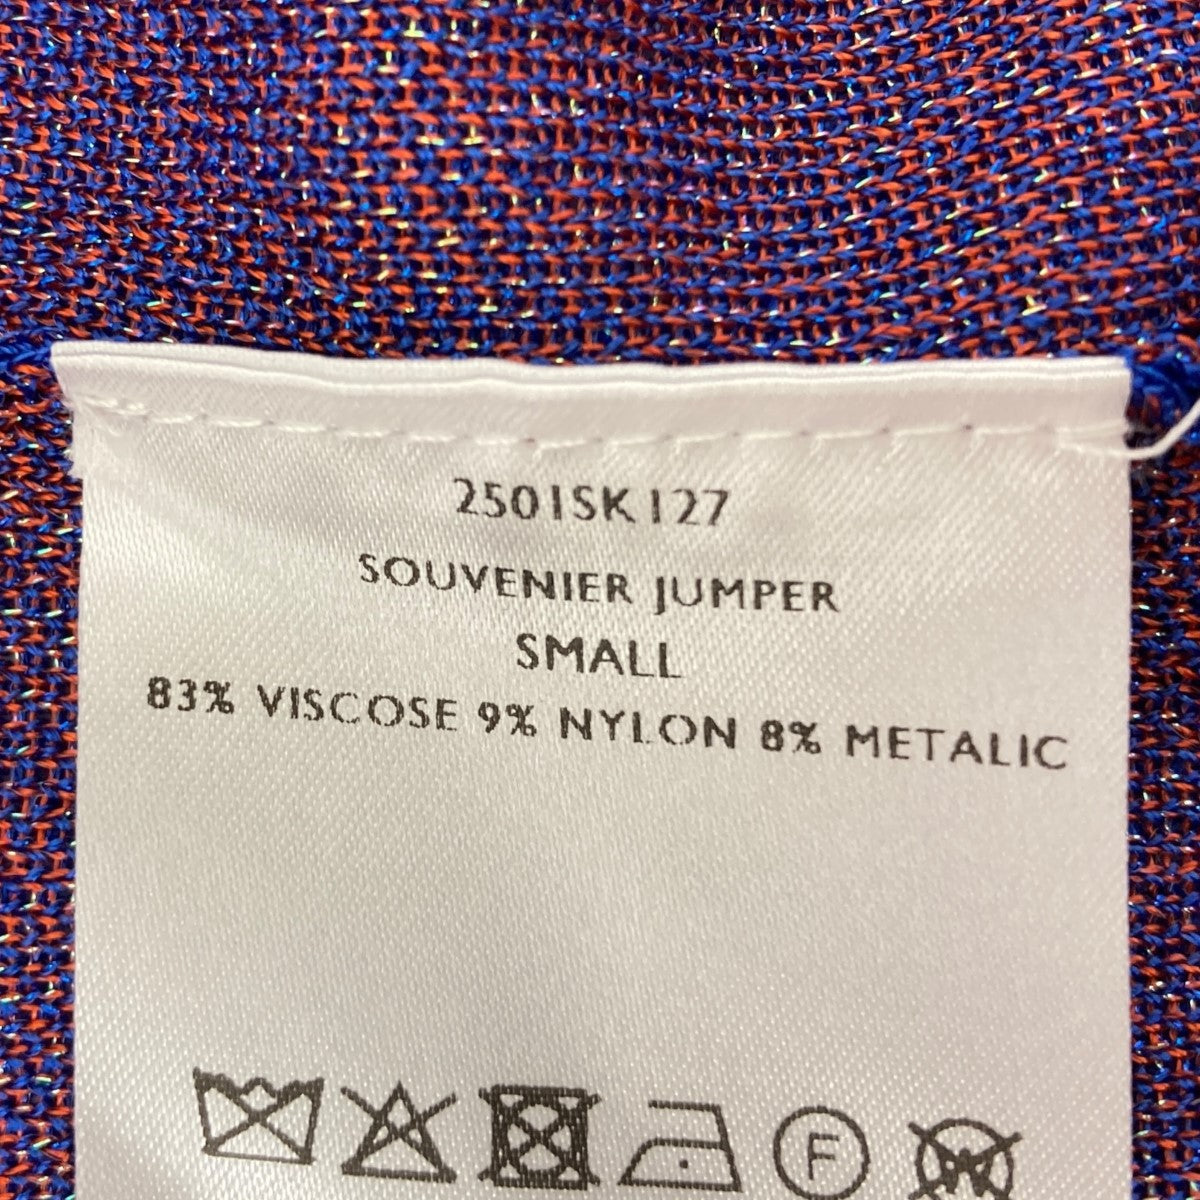 2501SK127
SOUVENIER JUMPER
SMALL
83% VISCOSE 9% NYLON 8% METALIC
F W